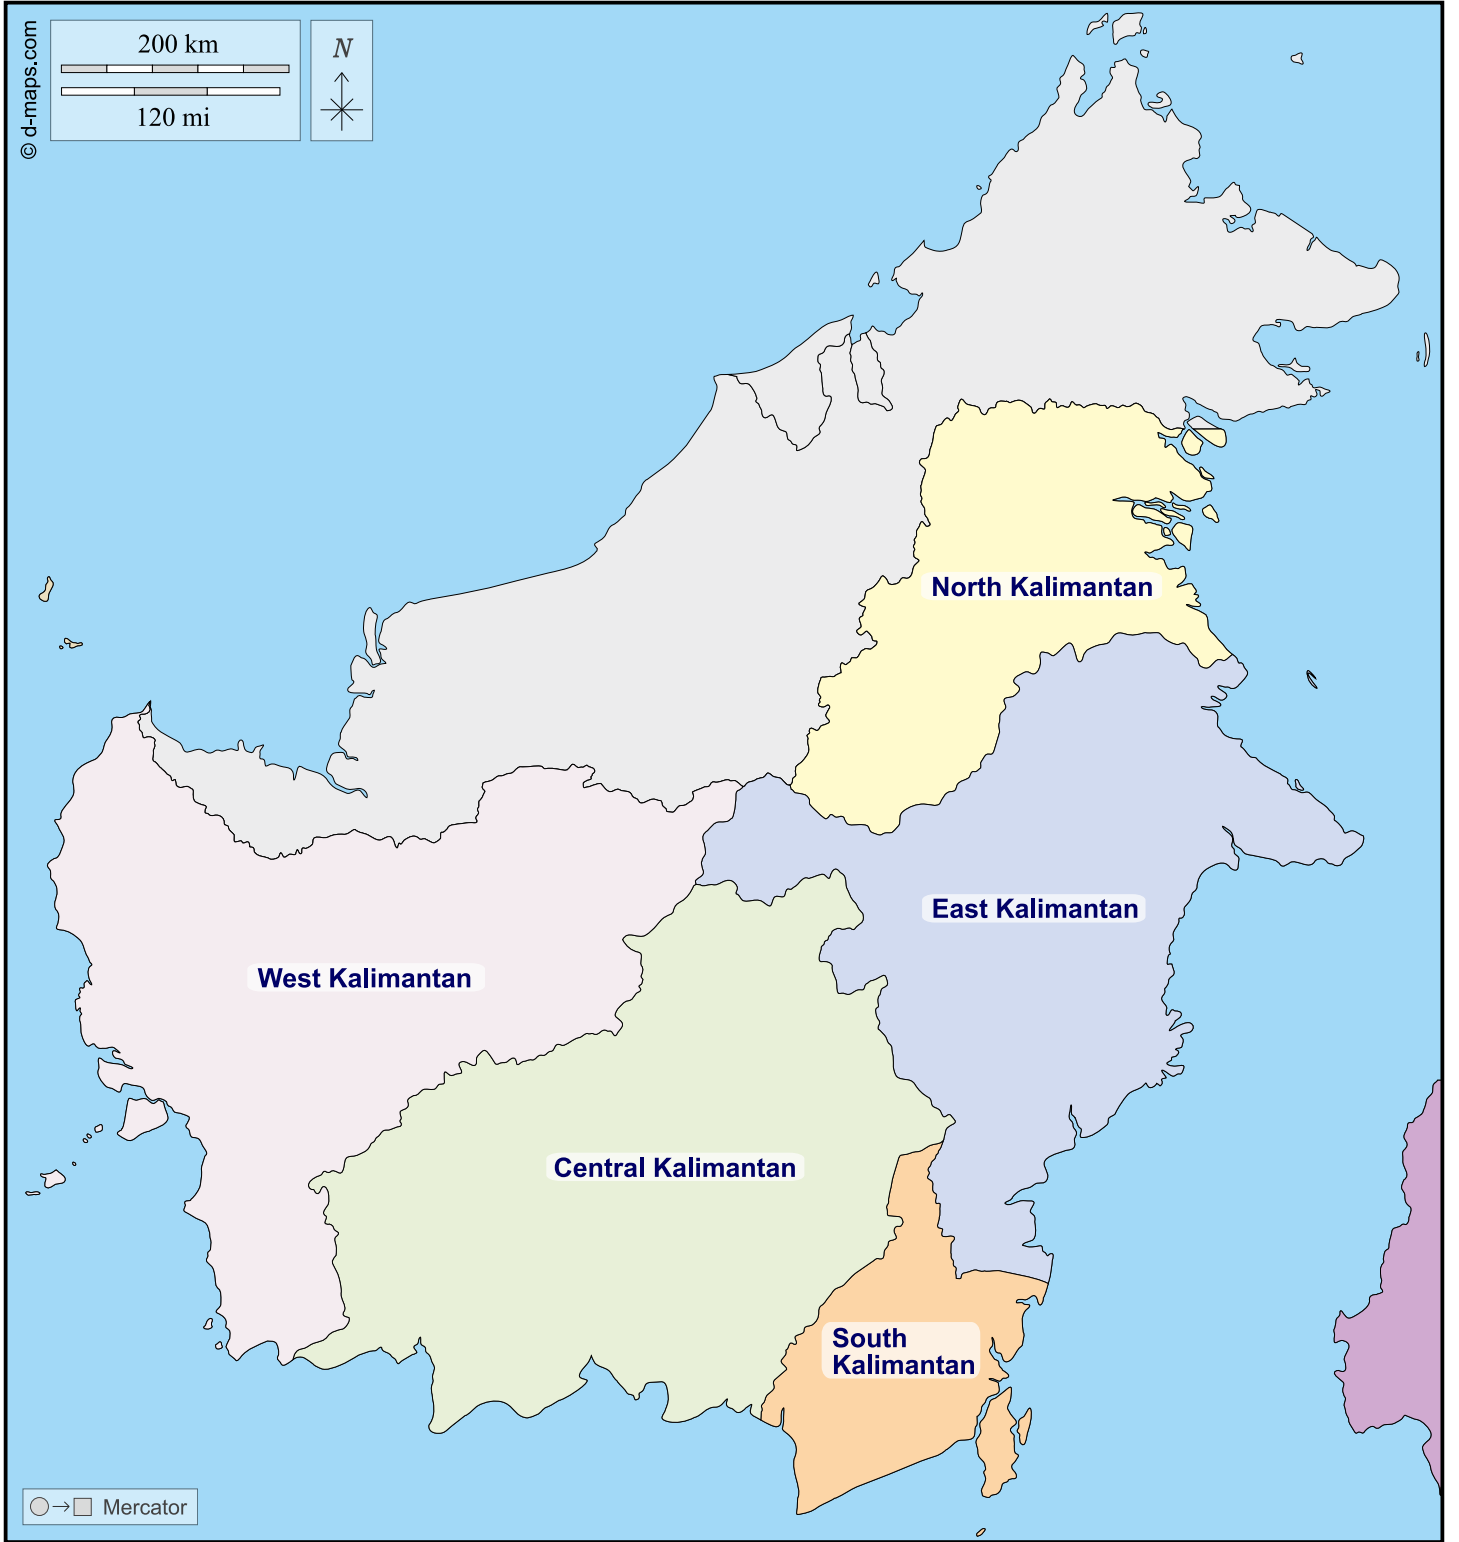 © d-maps.com
200 km
120 mi
N
North Kalimantan
East Kalimantan
West Kalimantan
Central Kalimantan
South
Kalimantan
Mercator